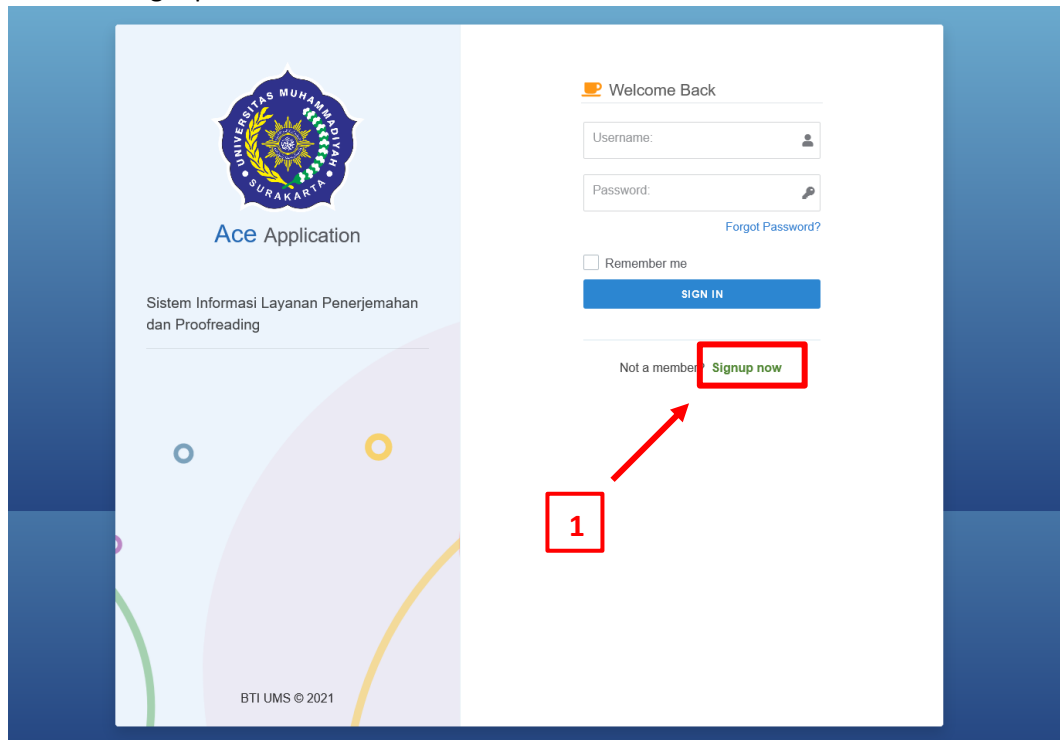 UNIVERSITAS MUHAMMADIYAH
SURAKARTA
Ace Application
Sistem Informasi Layanan Penerjemahan
dan Proofreading
BTI UMS © 2021
Welcome Back
Username:
Password:
Forgot Password?
Remember me
SIGN IN
Not a member? Signup now
1